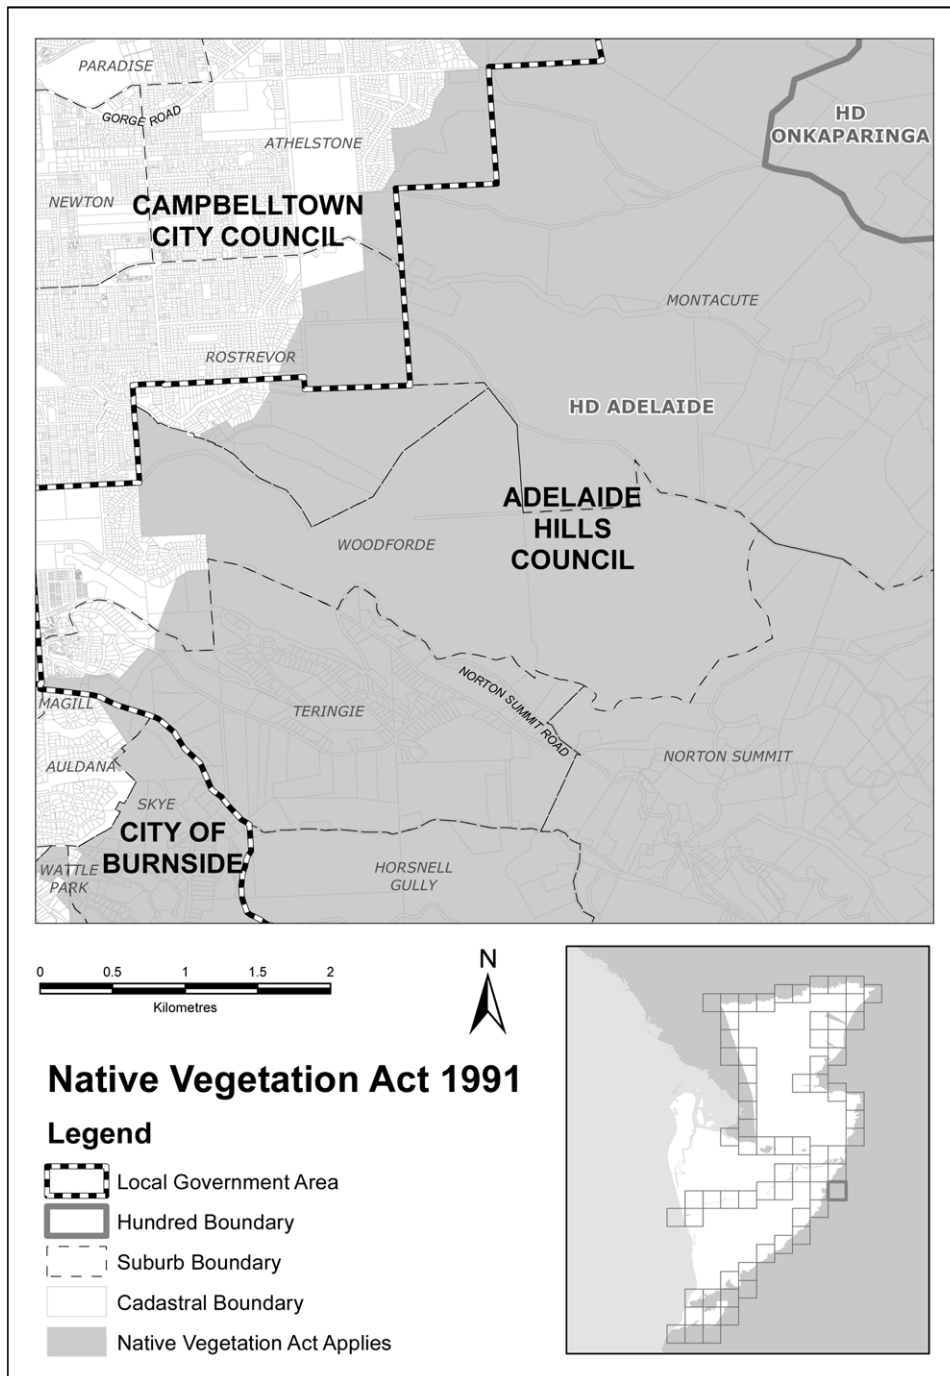 PARADISE
GORGE ROAD
ATHELSTONE
HD
ONKAPARINGA
NEWTON
CAMPBELLTOWN
CITY COUNCIL
MONTACUTE
ROSTREVOR
HD ADELAIDE
ADELAIDE
HILLS
COUNCIL
WOODFORDE
NORTON SUMMIT ROAD
MAGILL
TERINGIE
NORTON SUMMIT
AULDANA
SKYE
CITY OF
BURNSIDE
WATTLE
PARK
HORSNELL
GULLY
0 0.5 1 1.5 2
Kilometres
N
Native Vegetation Act 1991
Legend
Local Government Area
Hundred Boundary
Suburb Boundary
Cadastral Boundary
Native Vegetation Act Applies